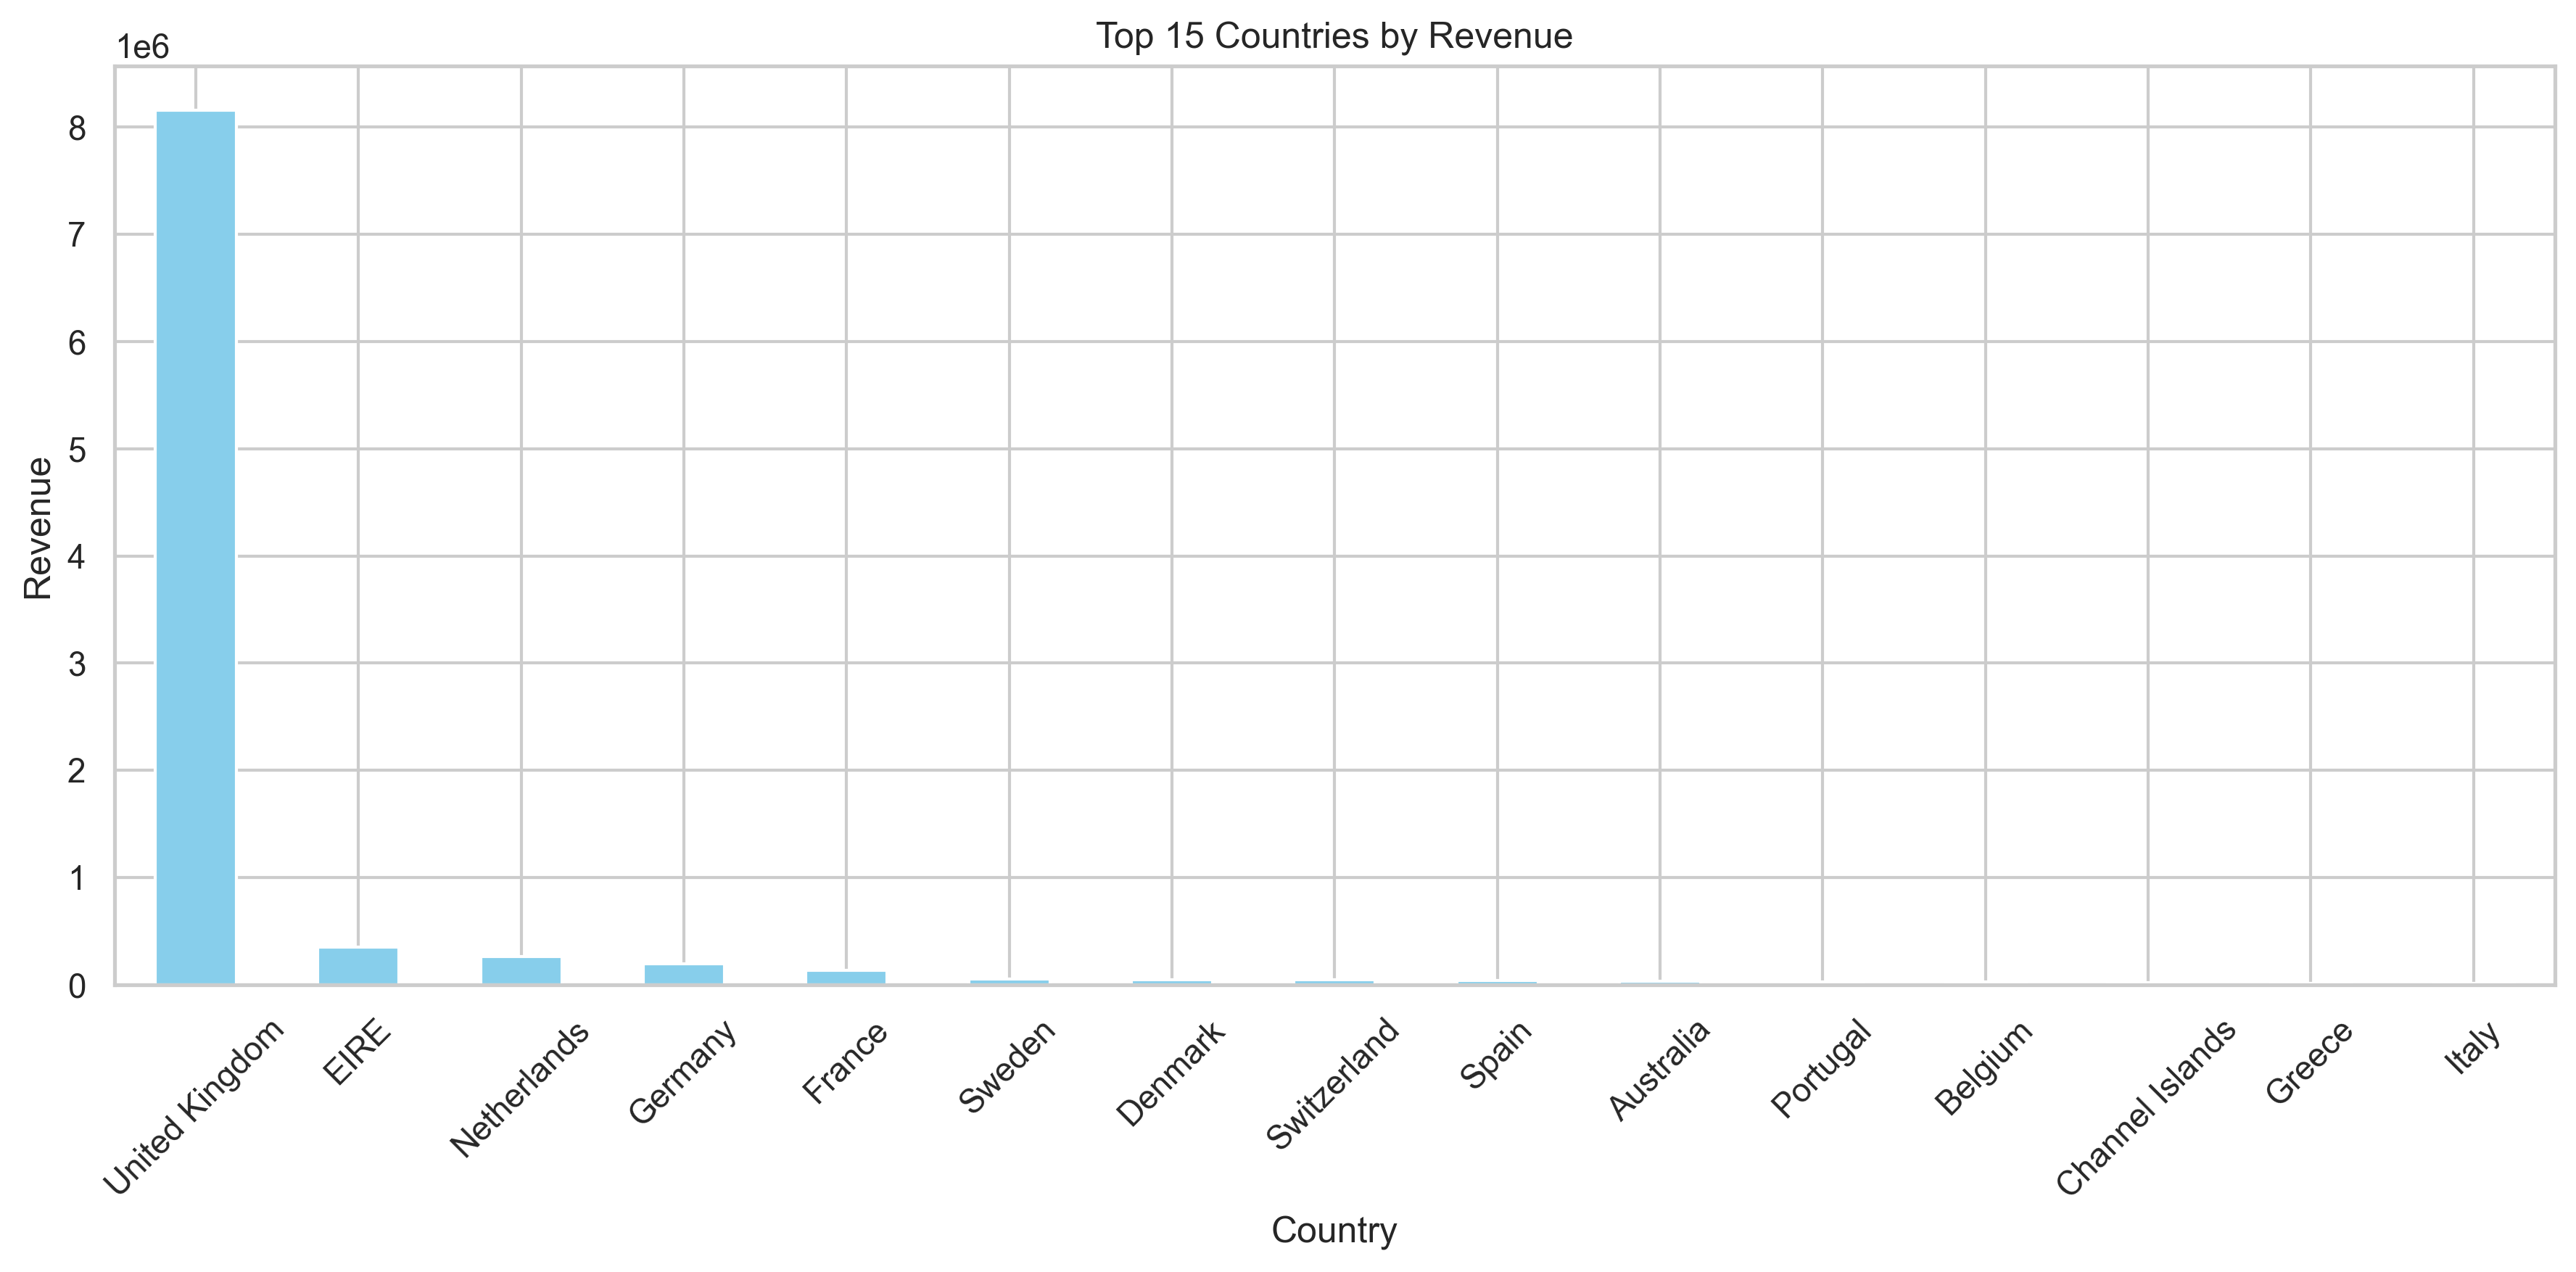 Top 15 Countries by Revenue
1e6
8
7
6
5
4
3
2
1
0
Revenue
United Kingdom
EIRE
Netherlands
Germany
France
Sweden
Denmark
Switzerland
Spain
Australia
Portugal
Belgium
Channel Islands
Greece
Italy
Country